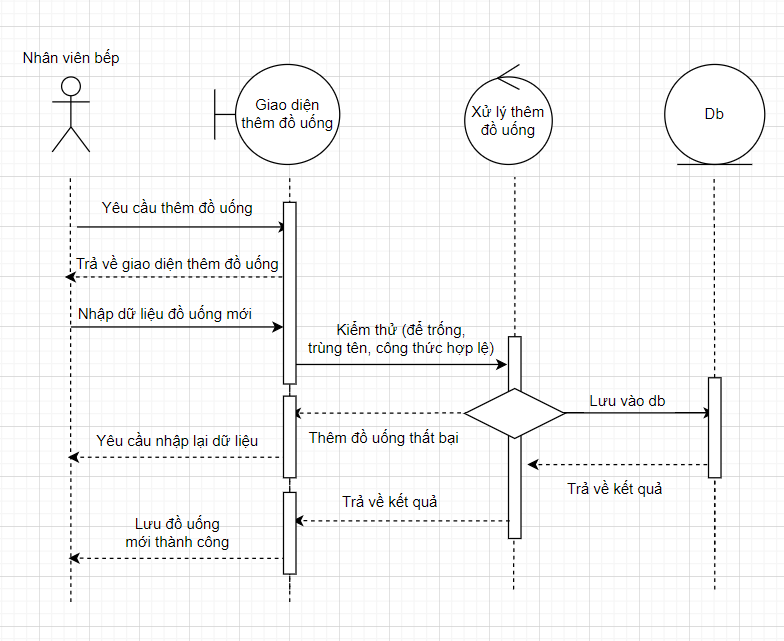 Nhân viên bếp
Giao diện
thêm đồ uống
Xử lý thêm
đồ uống
Db
Yêu cầu thêm đồ uống
Trả về giao diện thêm đồ uống
Nhập dữ liệu đồ uống mới
Kiểm thử (để trống,
trùng tên, công thức hợp lệ)
Lưu vào db
Thêm đồ uống thất bại
Yêu cầu nhập lại dữ liệu
Trả về kết quả
Trả về kết quả
Lưu đồ uống
mới thành công